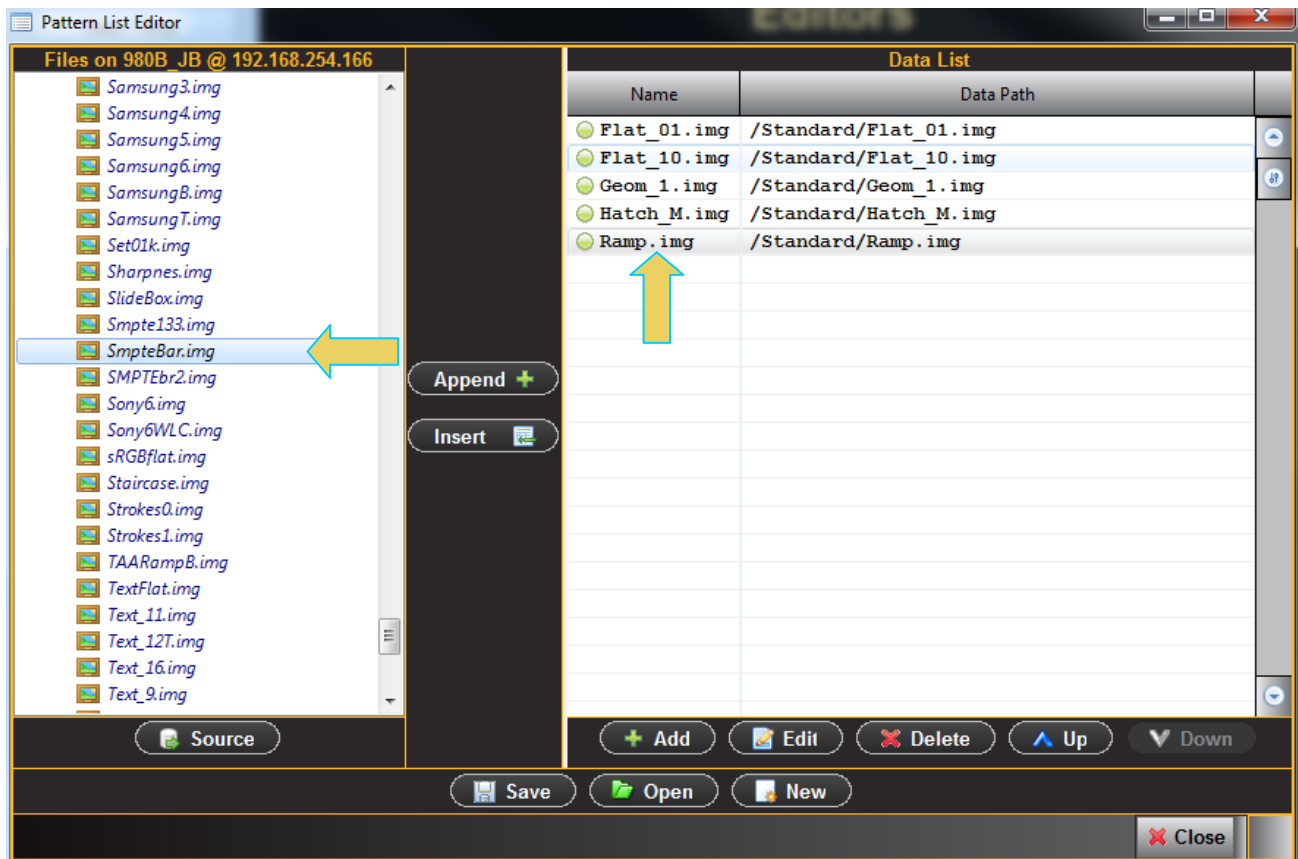 Editors
Pattern List Editor
Files on 980B_JB @ 192.168.254.166
Samsung3.img
Samsung4.img
Samsung5.img
Samsung6.img
SamsungB.img
SamsungT.img
Set01k.img
Sharpnes.img
SlideBox.img
Smpte133.img
SmpteBar.img
SMPTEbr2.img
Sony6.img
Sony6WLC.img
sRGBflat.img
Staircase.img
Strokes0.img
Strokes1.img
TAARampB.img
TextFlat.img
Text_11.img
Text_12T.img
Text_16.img
Text_9.img
Source
Append
Insert
Data List
Name Data Path
Flat_01.img /Standard/Flat_01.img
Flat_10.img /Standard/Flat_10.img
Geom_1.img /Standard/Geom_1.img
Hatch_M.img /Standard/Hatch_M.img
Ramp.img /Standard/Ramp.img
Add Edit Delete Up Down
Save Open New
Close